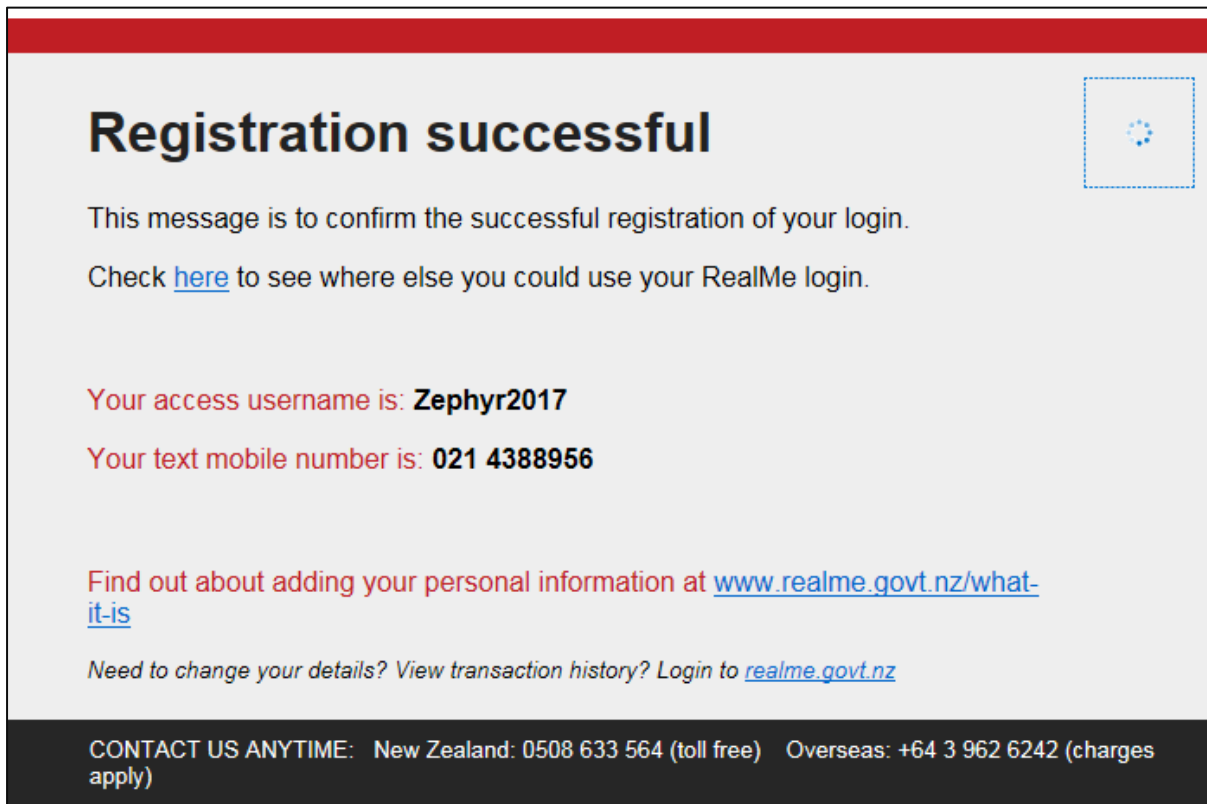 Registration successful
This message is to confirm the successful registration of your login.
Check here to see where else you could use your RealMe login.
Your access username is: Zephyr2017
Your text mobile number is: 021 4388956
Find out about adding your personal information at www.realme.govt.nz/what-
it-is
Need to change your details? View transaction history? Login to realme.govt.nz
CONTACT US ANYTIME: New Zealand: 0508 633 564 (toll free) Overseas: +64 3 962 6242 (charges
apply)